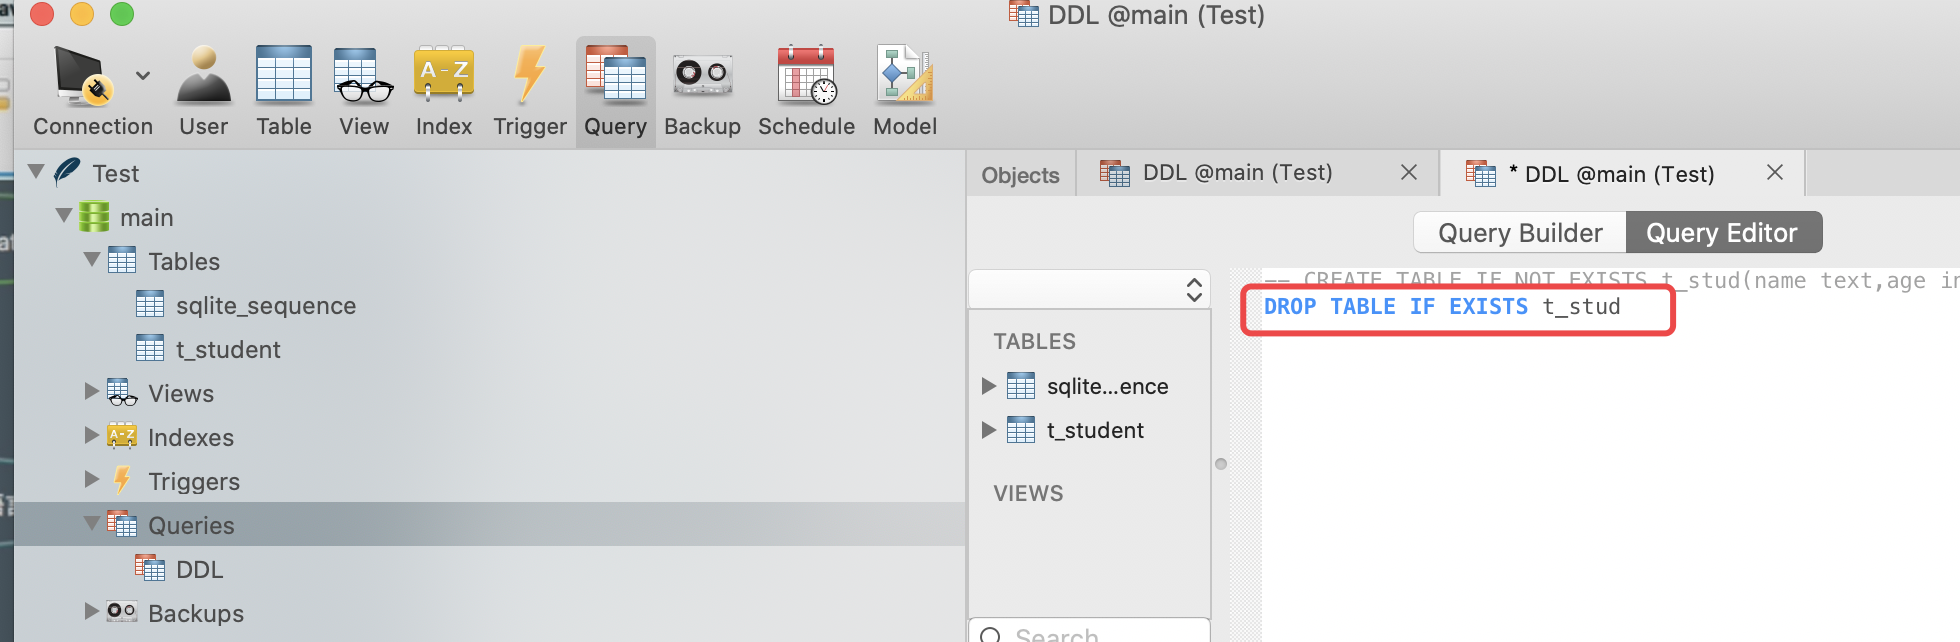 DDL @main (Test)
Connection User Table View Index Trigger Query Backup Schedule Model
Test
main
Tables
sqlite_sequence
t_student
Views
Indexes
Triggers
Queries
DDL
Backups
Objects DDL @main (Test) * DDL @main (Test)
Query Builder Query Editor
-- CREATE TABLE IF NOT EXISTS t_stud(name text,age in
DROP TABLE IF EXISTS t_stud
TABLES
sqlite...ence
t_student
VIEWS
Search